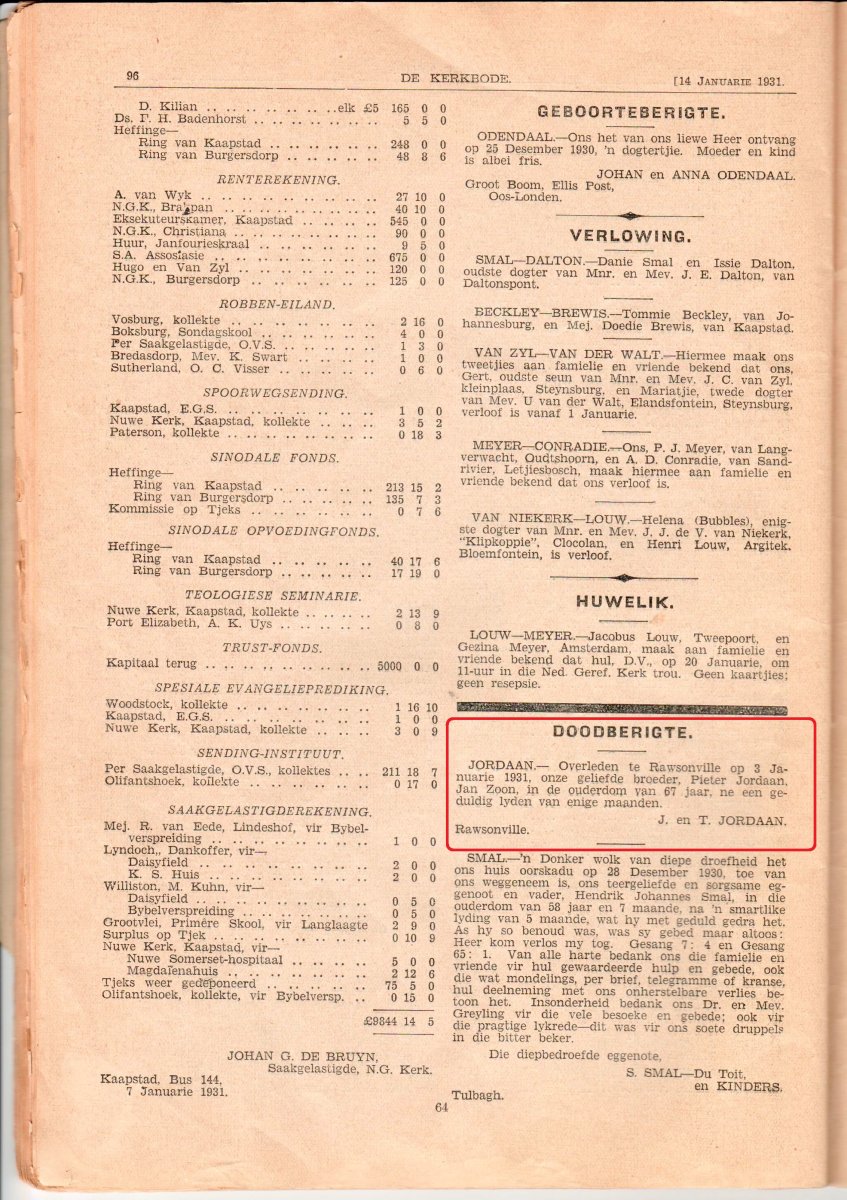 96
DE KERKBODE.
[14 JANUARIE 1931.
D. Kilian .. .. .. .. .. .. ..elk £5 165 0 0
Ds. F. H. Badenhorst .. .. .. .. .. .. 5 5 0
Heffinge—
Ring van Kaapstad .. .. .. .. .. .. 248 0 0
Ring van Burgersdorp .. .. .. .. .. 48 8 6
RENTEREKENING.
A. van Wyk .. .. .. .. .. .. .. .. .. 27 10 0
N.G.K., Brakpan .. .. .. .. .. .. .. .. 40 10 0
Eksekuteurskamer, Kaapstad .. .. .. .. 545 0 0
N.G.K., Christiana .. .. .. .. .. .. .. 90 0 0
Huur, Janfourieskraal .. .. .. .. .. .. 9 5 0
S.A. Assosiasie .. .. .. .. .. .. .. .. 675 0 0
Hugo en Van Zyl .. .. .. .. .. .. .. .. 120 0 0
N.G.K., Burgersdorp .. .. .. .. .. .. .. 125 0 0
ROBBEN-EILAND.
Vosburg, kollekte .. .. .. .. .. .. .. 2 16 0
Boksburg, Sondagskool .. .. .. .. .. .. 4 0 0
Per Saakgelastigde, O.V.S. .. .. .. .. .. 1 3 0
Bredasdorp, Mev. K. Swart .. .. .. .. .. 1 0 0
Sutherland, O. C. Visser .. .. .. .. .. 0 6 0
SPOORWEGSENDING.
Kaapstad, E.G.S. .. .. .. .. .. .. .. .. 1 0 0
Nuwe Kerk, Kaapstad, kollekte .. .. .. 3 5 2
Paterson, kollekte .. .. .. .. .. .. .. .. 0 18 3
SINODALE FONDS.
Heffinge—
Ring van Kaapstad .. .. .. .. .. .. 213 15 2
Ring van Burgersdorp .. .. .. .. .. 135 7 3
Kommissie op Tjeks .. .. .. .. .. .. .. 0 7 6
SINODALE OPVOEDINGFONDS.
Heffinge—
Ring van Kaapstad .. .. .. .. .. .. 40 17 6
Ring van Burgersdorp .. .. .. .. .. 17 19 0
TEOLOGIESE SEMINARIE.
Nuwe Kerk, Kaapstad, kollekte .. .. .. .. 2 13 9
Port Elizabeth, A. K. Uys .. .. .. .. .. 0 8 0
TRUST-FONDS.
Kapitaal terug .. .. .. .. .. .. .. .. ..5000 0 0
SPESIALE EVANGELIEPREDIKING.
Woodstock, kollekte .. .. .. .. .. .. .. 1 16 10
Kaapstad, E.G.S. .. .. .. .. .. .. .. .. 1 0 0
Nuwe Kerk, Kaapstad, kollekte .. .. .. 3 0 9
SENDING-INSTITUUT.
Per Saakgelastigde, O.V.S., kollektes .. .. 211 18 7
Olifantshoek, kollekte .. .. .. .. .. .. 0 17 0
SAAKGELASTIGDEREKENING.
Mej. R. van Eede, Lindeshof, vir Bybel-
verspreiding .. .. .. .. .. .. .. .. 1 0 0
Lyndoch,, Dankoffer, vir—
Daisyfield .. .. .. .. .. .. .. .. 2 0 0
K. S. Huis .. .. .. .. .. .. .. .. 2 0 0
Williston, M. Kuhn, vir—
Daisyfield .. .. .. .. .. .. .. .. 0 5 0
Bybelverspreiding .. .. .. .. .. .. 0 5 0
Grootvlei, Primêre Skool, vir Langlaagte 2 9 0
Surplus op Tjek .. .. .. .. .. .. .. .. 0 10 9
Nuwe Kerk, Kaapstad, vir—
Nuwe Somerset-hospitaal .. .. .. .. 5 0 0
Magdalenahuis .. .. .. .. .. .. .. 2 12 6
Tjeks weer gedeponeerd .. .. .. .. .. .. 75 5 0
Olifantshoek, kollekte, vir Bybelversp. .. .. 0 15 0
£9844 14 5
JOHAN G. DE BRUYN,
Saakgelastigde, N.G. Kerk.
Kaapstad, Bus 144,
7 Januarie 1931.
GEBOORTEBERIGTE.
ODENDAAL.—Ons het van ons liewe Heer ontvang
op 25 Desember 1930, 'n dogtertjie. Moeder en kind
is albei fris.
JOHAN en ANNA ODENDAAL.
Groot Boom, Ellis Post,
Oos-Londen.
VERLOWING.
SMAL—DALTON.—Danie Smal en Issie Dalton,
oudste dogter van Mnr. en Mev. J. E. Dalton, van
Daltonspont.
BECKLEY—BREWIS.—Tommie Beckley, van Jo-
hannesburg, en Mej. Doedie Brewis, van Kaapstad.
VAN ZYL—VAN DER WALT.—Hiermee maak ons
tweetjies aan familie en vriende bekend dat ons,
Gert, oudste seun van Mnr. en Mev. J. C. van Zyl,
kleinplaas, Steynsburg, en Mariatjie, twede dogter
van Mev. U van der Walt, Elandsfontein, Steynsburg,
verloof is vanaf 1 Januarie.
MEYER—CONRADIE.—Ons, P. J. Meyer, van Lang-
verwacht, Oudtshoorn, en A. D. Conradie, van Sand-
rivier, Letjiesbosch, maak hiermee aan familie en
vriende bekend dat ons verloof is.
VAN NIEKERK—LOUW.—Helena (Bubbles), enig-
ste dogter van Mnr. en Mev. J. J. de V. van Niekerk,
"Klipkoppie", Clocolan, en Henri Louw, Argitek,
Bloemfontein, is verloof.
HUWELIK.
LOUW—MEYER.—Jacobus Louw, Tweepoort, en
Gezina Meyer, Amsterdam, maak aan familie en
vriende bekend dat hul, D.V., op 20 Januarie, om
11-uur in die Ned. Geref. Kerk trou. Geen kaartjies;
geen resepsie.
DOODBERIGTE.
JORDAAN.— Overleden te Rawsonville op 3 Ja-
nuarie 1931, onze geliefde broeder, Pieter Jordaan,
Jan Zoon, in de ouderdom van 67 jaar, ne een ge-
duldig lyden van enige maanden.
J. en T. JORDAAN.
Rawsonville.
SMAL.—'n Donker wolk van diepe droefheid het
ons huis oorskadu op 28 Desember 1930, toe van
ons weggeneem is, ons teergeliefde en sorgsame eg-
genoot en vader, Hendrik Johannes Smal, in die
ouderdom van 58 jaar en 7 maande, na 'n smartlike
lyding van 5 maande, wat hy met geduld gedra het.
As hy so benoud was, was sy gebed maar altoos:
Heer kom verlos my tog. Gesang 7: 4 en Gesang
65: 1. Van alle harte bedank ons die familie en
vriende vir hul gewaardeerde hulp en gebede, ook
die wat mondelings, per brief, telegramme of kranse,
hul deelneming met ons onherstelbare verlies be-
toon het. Insonderheid bedank ons Dr. en Mev.
Greyling vir die vele besoeke en gebede; ook vir
die pragtige lykrede—dit was vir ons soete druppels
in die bitter beker.
Die diepbedroefde eggenote,
S. SMAL—Du Toit,
en KINDERS.
Tulbagh.
64